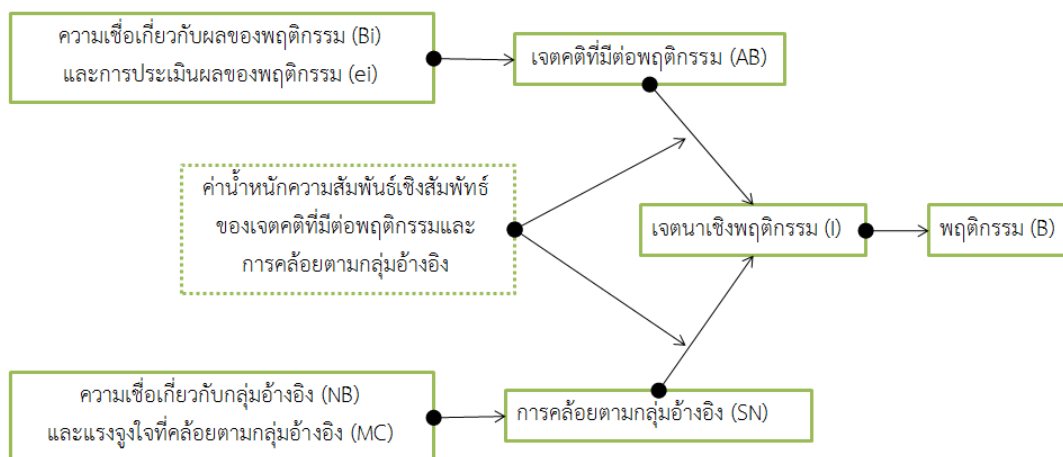 ความเชื่อเกี่ยวกับผลของพฤติกรรม (Bi)
และการประเมินผลของพฤติกรรม (ei)
เจตคติที่มีต่อพฤติกรรม (AB)
ค่าน้ำหนักความสัมพันธ์เชิงสัมพัทธ์
ของเจตคติที่มีต่อพฤติกรรมและ
การคล้อยตามกลุ่มอ้างอิง
เจตนาเชิงพฤติกรรม (I)
พฤติกรรม (B)
ความเชื่อเกี่ยวกับกลุ่มอ้างอิง (NB)
และแรงจูงใจที่คล้อยตามกลุ่มอ้างอิง (MC)
การคล้อยตามกลุ่มอ้างอิง (SN)